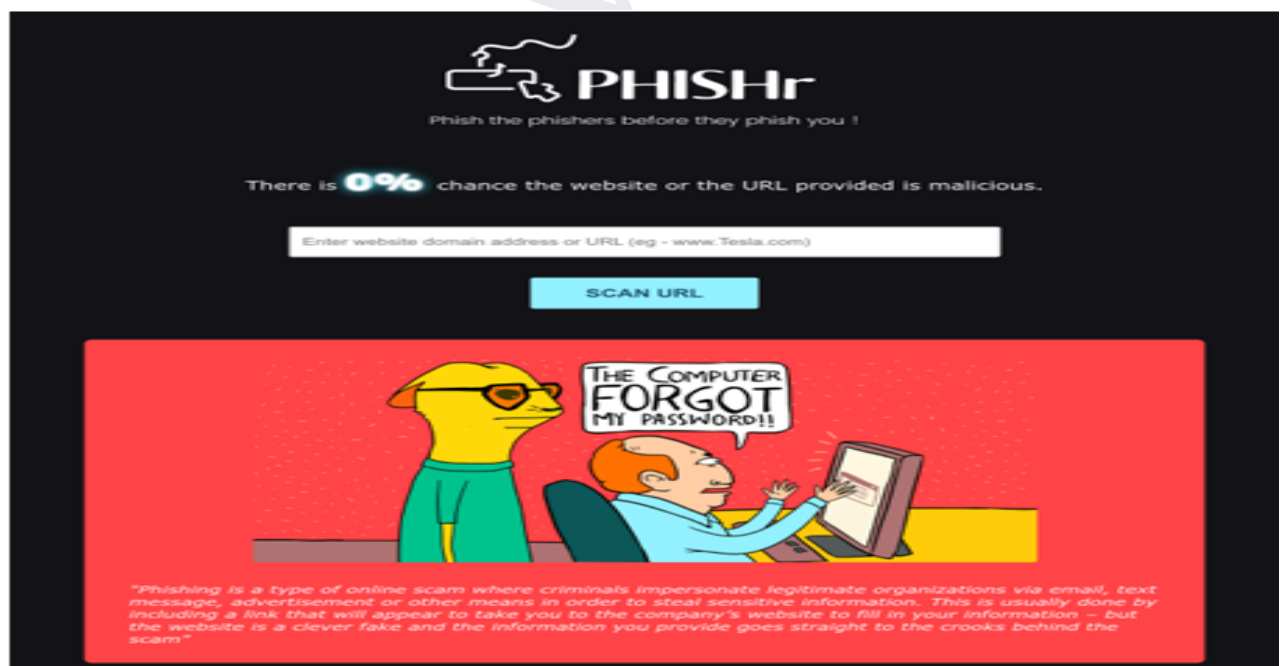 PHISHr
Phish the phishers before they phish you !
There is 0% chance the website or the URL provided is malicious.
Enter website domain address or URL (eg - www.Tesla.com)
SCAN URL
THE COMPUTER
FORGOT
MY PASSWORD!!
"Phishing is a type of online scam where criminals impersonate legitimate organizations via email, text
message, advertisement or other means in order to steal sensitive information. This is usually done by
including a link that will appear to take you to the company's website to fill in your information - but
the website is a clever fake and the information you provide goes straight to the crooks behind the
scam"